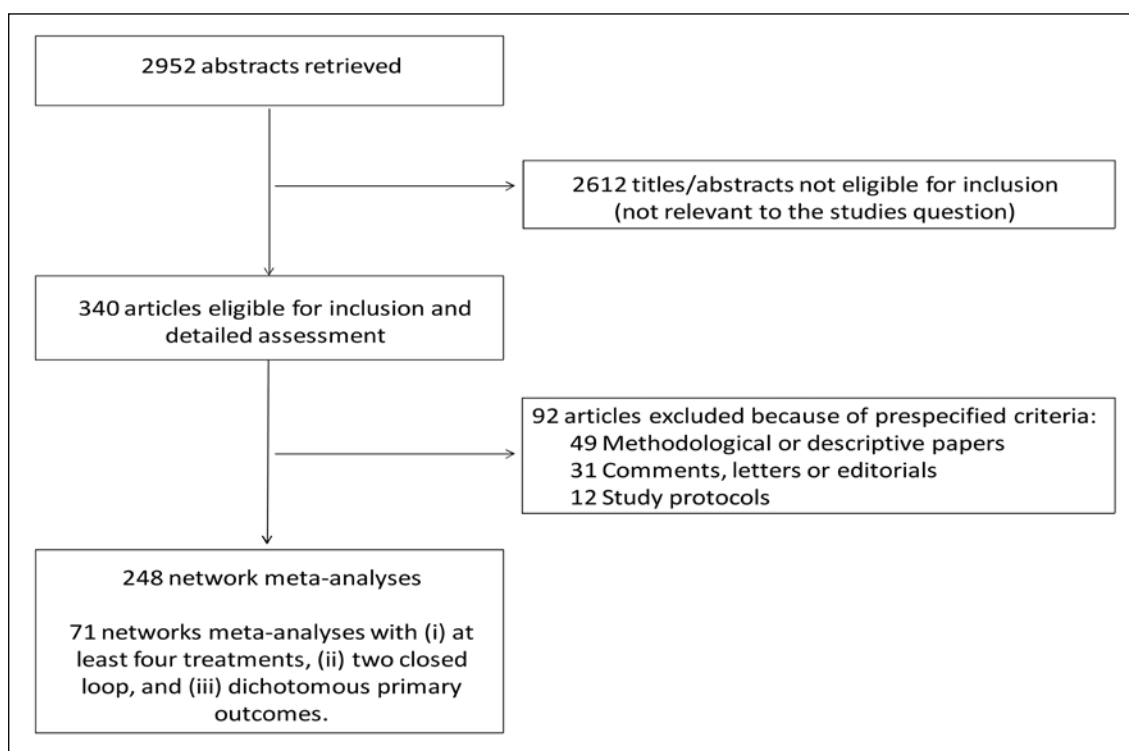 2952 abstracts retrieved
2612 titles/abstracts not eligible for inclusion
(not relevant to the studies question)
340 articles eligible for inclusion and
detailed assessment
92 articles excluded because of prespecified criteria:
49 Methodological or descriptive papers
31 Comments, letters or editorials
12 Study protocols
248 network meta-analyses
71 networks meta-analyses with (i) at
least four treatments, (ii) two closed
loop, and (iii) dichotomous primary
outcomes.